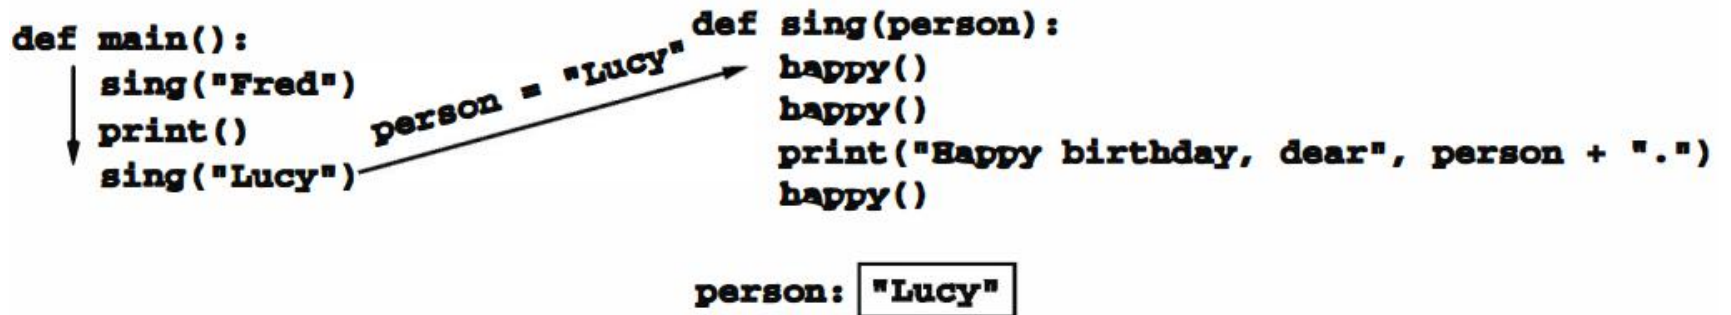 def main():
    sing("Fred")
    print()
    sing("Lucy")
person = "Lucy"
def sing(person):
    happy()
    happy()
    print("Happy birthday, dear", person + ".")
    happy()
person: "Lucy"